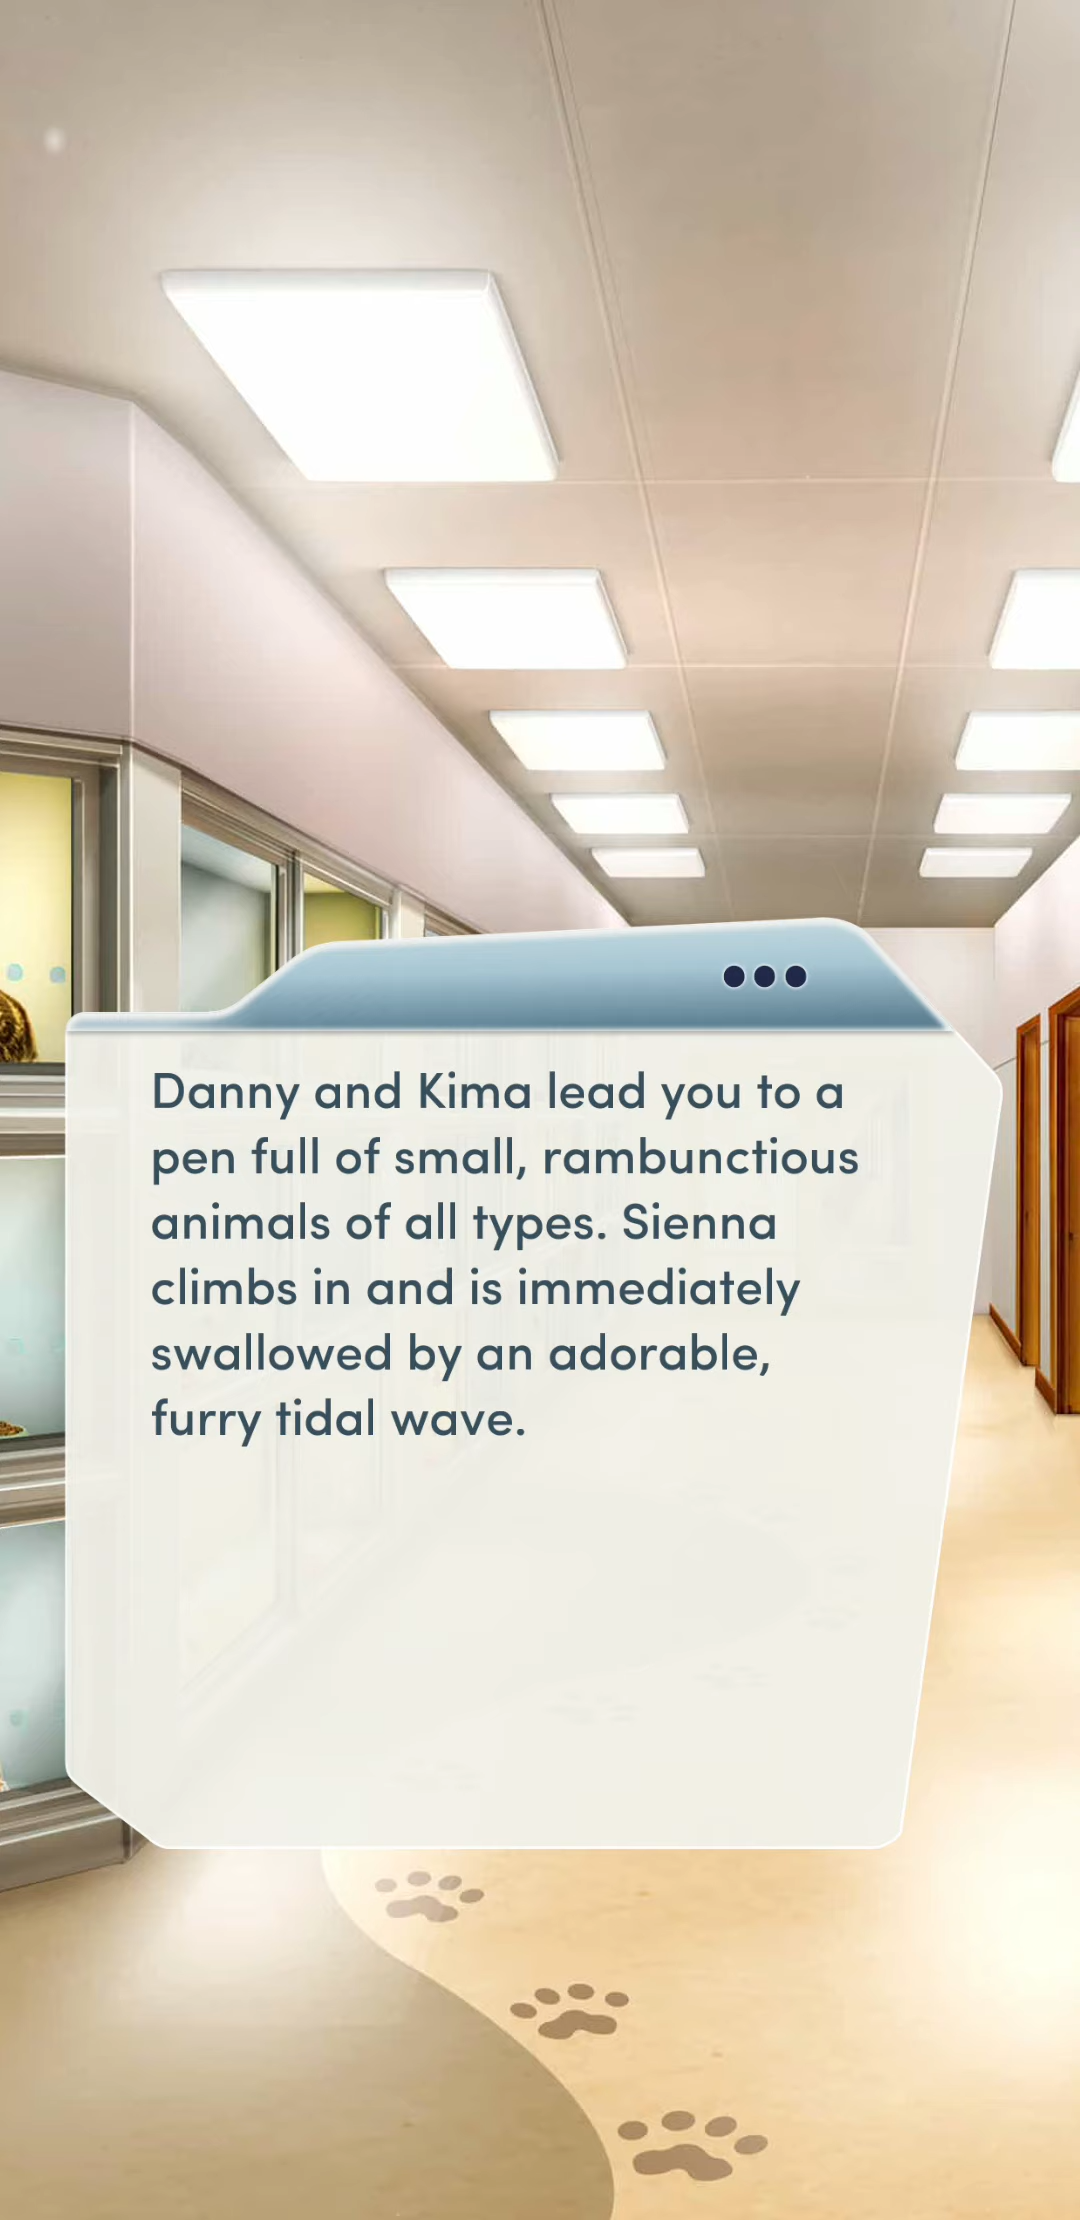 Danny and Kima lead you to a
pen full of small, rambunctious
animals of all types. Sienna
climbs in and is immediately
swallowed by an adorable,
furry tidal wave.